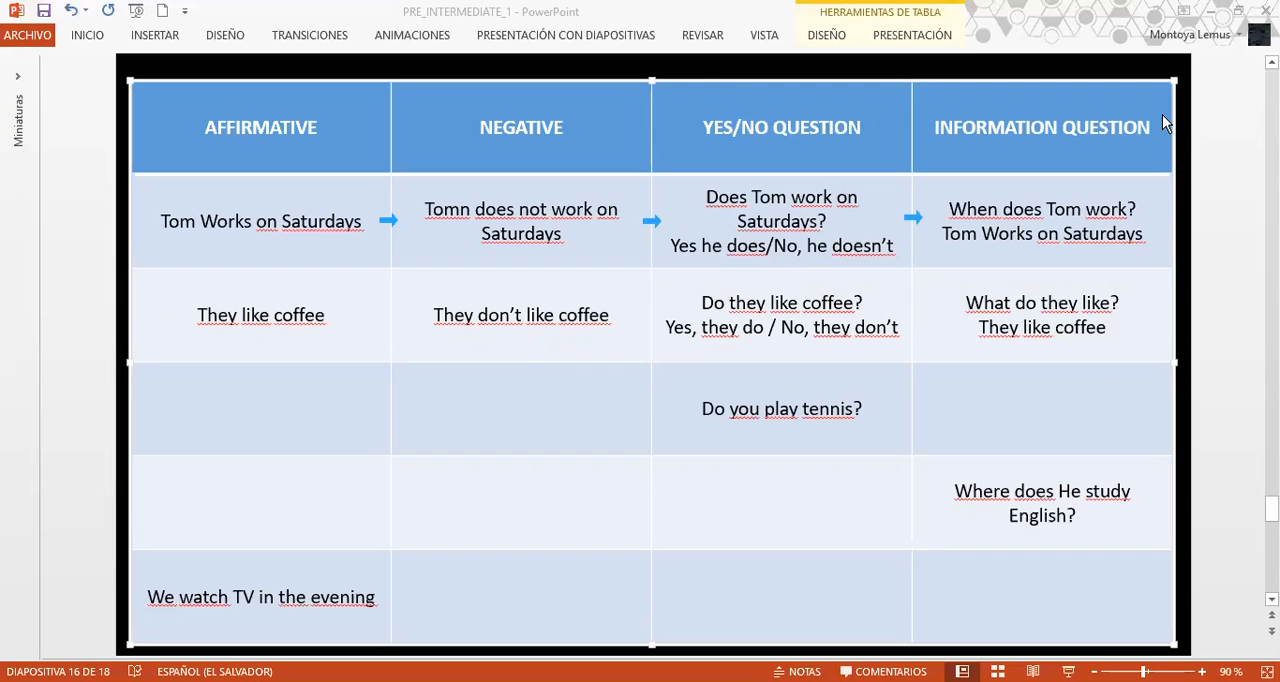 PRE_INTERMEDIATE_1 - PowerPoint
HERRAMIENTAS DE TABLA
ARCHIVO INICIO INSERTAR DISEÑO TRANSICIONES ANIMACIONES PRESENTACIÓN CON DIAPOSITIVAS REVISAR VISTA DISEÑO PRESENTACIÓN Montoya Lemus
Miniaturas
AFFIRMATIVE NEGATIVE YES/NO QUESTION INFORMATION QUESTION
Tom Works on Saturdays
Tomn does not work on
Saturdays
Does Tom work on
Saturdays?
Yes he does/No, he doesn’t
When does Tom work?
Tom Works on Saturdays
They like coffee
They don’t like coffee
Do they like coffee?
Yes, they do / No, they don’t
What do they like?
They like coffee
Do you play tennis?
Where does He study
English?
We watch TV in the evening
DIAPOSITIVA 16 DE 18 ESPAÑOL (EL SALVADOR) NOTAS COMENTARIOS 90 %